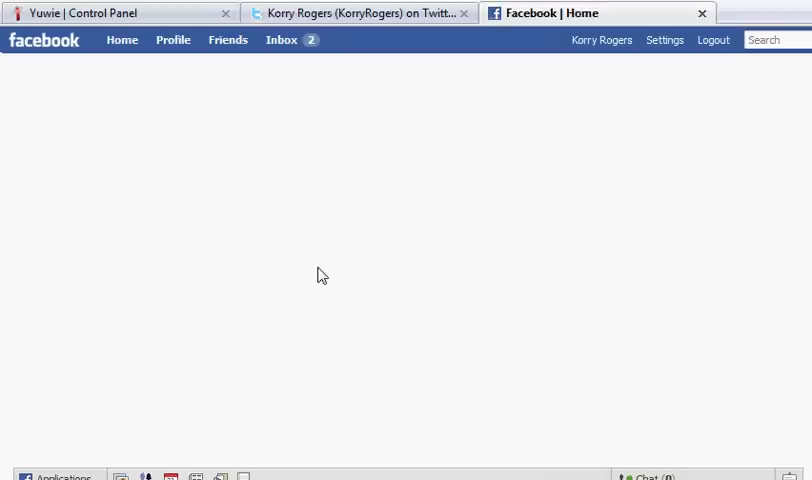 Yuwie | Control Panel
Korry Rogers (KorryRogers) on Twitt...
Facebook | Home
facebook
Home
Profile
Friends
Inbox 2
Korry Rogers
Settings
Logout
Search
Applications
Chat (0)